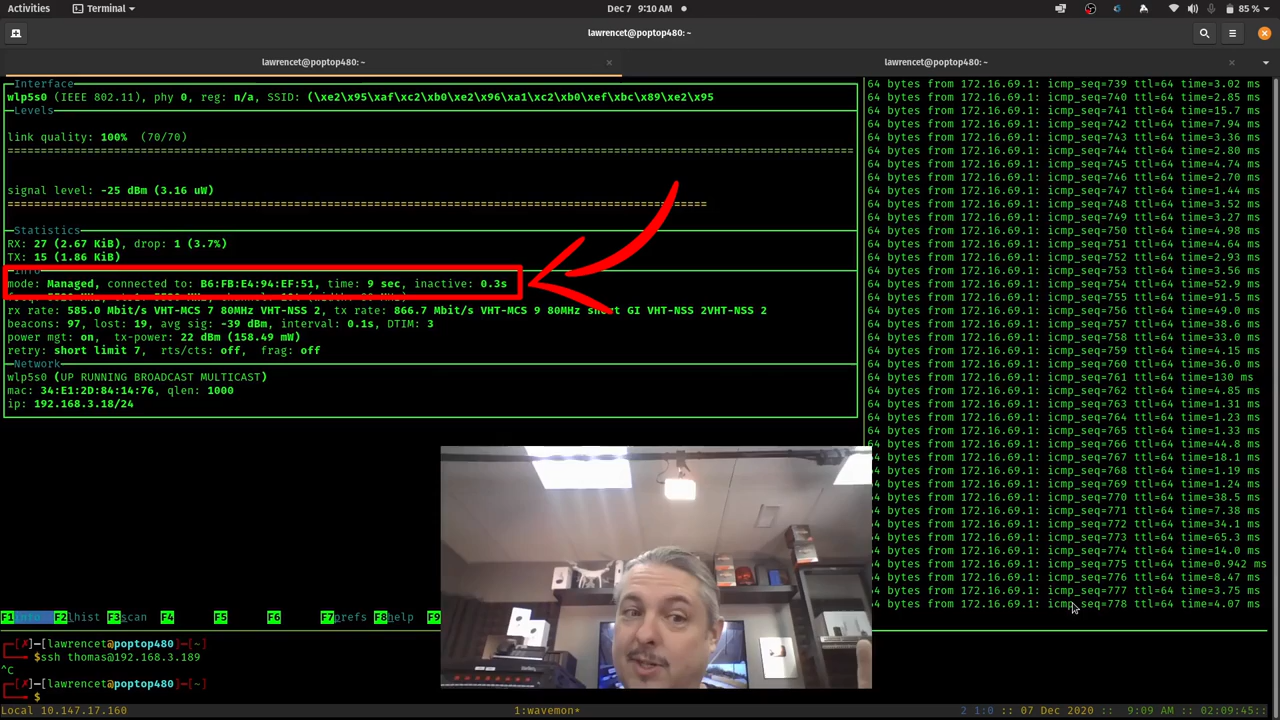 Activities
Terminal
Dec 7 9:10 AM
85 %
lawrencet@poptop480: ~
lawrencet@poptop480: ~
lawrencet@poptop480: ~
Interface
wlp5s0 (IEEE 802.11), phy 0, reg: n/a, SSID: (\xe2\x95\xaf\xc2\xb0\xe2\x96\xa1\xc2\xb0\xef\xbc\x89\xe2\x95
Levels
link quality: 100% (70/70)
signal level: -25 dBm (3.16 uW)
Statistics
RX: 27 (2.67 KiB), drop: 1 (3.7%)
TX: 15 (1.86 KiB)
Info
mode: Managed, connected to: B6:FB:E4:94:EF:51, time: 9 sec, inactive: 0.3s
rx rate: 585.0 Mbit/s VHT-MCS 7 80MHz VHT-NSS 2, tx rate: 866.7 Mbit/s VHT-MCS 9 80MHz short GI VHT-NSS 2VHT-NSS 2
beacons: 97, lost: 19, avg sig: -39 dBm, interval: 0.1s, DTIM: 3
power mgt: on, tx-power: 22 dBm (158.49 mW)
retry: short limit 7, rts/cts: off, frag: off
Network
wlp5s0 (UP RUNNING BROADCAST MULTICAST)
mac: 34:E1:2D:84:14:76, qlen: 1000
ip: 192.168.3.18/24
F1info F2lhist F3scan F4 F5 F6 F7prefs F8help F9
┌─[✗]─[lawrencet@poptop480]─[~]
└──╼ $ssh thomas@192.168.3.189
^C
┌─[✗]─[lawrencet@poptop480]─[~]
└──╼ $
64 bytes from 172.16.69.1: icmp_seq=739 ttl=64 time=3.02 ms
64 bytes from 172.16.69.1: icmp_seq=740 ttl=64 time=2.85 ms
64 bytes from 172.16.69.1: icmp_seq=741 ttl=64 time=15.7 ms
64 bytes from 172.16.69.1: icmp_seq=742 ttl=64 time=7.94 ms
64 bytes from 172.16.69.1: icmp_seq=743 ttl=64 time=3.36 ms
64 bytes from 172.16.69.1: icmp_seq=744 ttl=64 time=2.80 ms
64 bytes from 172.16.69.1: icmp_seq=745 ttl=64 time=4.74 ms
64 bytes from 172.16.69.1: icmp_seq=746 ttl=64 time=2.70 ms
64 bytes from 172.16.69.1: icmp_seq=747 ttl=64 time=1.44 ms
64 bytes from 172.16.69.1: icmp_seq=748 ttl=64 time=3.52 ms
64 bytes from 172.16.69.1: icmp_seq=749 ttl=64 time=3.27 ms
64 bytes from 172.16.69.1: icmp_seq=750 ttl=64 time=4.98 ms
64 bytes from 172.16.69.1: icmp_seq=751 ttl=64 time=4.64 ms
64 bytes from 172.16.69.1: icmp_seq=752 ttl=64 time=2.93 ms
64 bytes from 172.16.69.1: icmp_seq=753 ttl=64 time=3.56 ms
64 bytes from 172.16.69.1: icmp_seq=754 ttl=64 time=52.9 ms
64 bytes from 172.16.69.1: icmp_seq=755 ttl=64 time=91.5 ms
64 bytes from 172.16.69.1: icmp_seq=756 ttl=64 time=49.0 ms
64 bytes from 172.16.69.1: icmp_seq=757 ttl=64 time=38.6 ms
64 bytes from 172.16.69.1: icmp_seq=758 ttl=64 time=33.0 ms
64 bytes from 172.16.69.1: icmp_seq=759 ttl=64 time=4.15 ms
64 bytes from 172.16.69.1: icmp_seq=760 ttl=64 time=36.0 ms
64 bytes from 172.16.69.1: icmp_seq=761 ttl=64 time=130 ms
64 bytes from 172.16.69.1: icmp_seq=762 ttl=64 time=4.85 ms
64 bytes from 172.16.69.1: icmp_seq=763 ttl=64 time=1.31 ms
64 bytes from 172.16.69.1: icmp_seq=764 ttl=64 time=1.23 ms
64 bytes from 172.16.69.1: icmp_seq=765 ttl=64 time=1.33 ms
64 bytes from 172.16.69.1: icmp_seq=766 ttl=64 time=44.8 ms
64 bytes from 172.16.69.1: icmp_seq=767 ttl=64 time=18.1 ms
64 bytes from 172.16.69.1: icmp_seq=768 ttl=64 time=1.19 ms
64 bytes from 172.16.69.1: icmp_seq=769 ttl=64 time=1.24 ms
64 bytes from 172.16.69.1: icmp_seq=770 ttl=64 time=38.5 ms
64 bytes from 172.16.69.1: icmp_seq=771 ttl=64 time=7.38 ms
64 bytes from 172.16.69.1: icmp_seq=772 ttl=64 time=34.1 ms
64 bytes from 172.16.69.1: icmp_seq=773 ttl=64 time=65.3 ms
64 bytes from 172.16.69.1: icmp_seq=774 ttl=64 time=14.0 ms
64 bytes from 172.16.69.1: icmp_seq=775 ttl=64 time=0.942 ms
64 bytes from 172.16.69.1: icmp_seq=776 ttl=64 time=8.47 ms
64 bytes from 172.16.69.1: icmp_seq=777 ttl=64 time=3.75 ms
64 bytes from 172.16.69.1: icmp_seq=778 ttl=64 time=4.07 ms
Local 10.147.17.160
1:wavemon*
2 1:0 :: 07 Dec 2020 :: 9:09 AM :: 02:09:45::